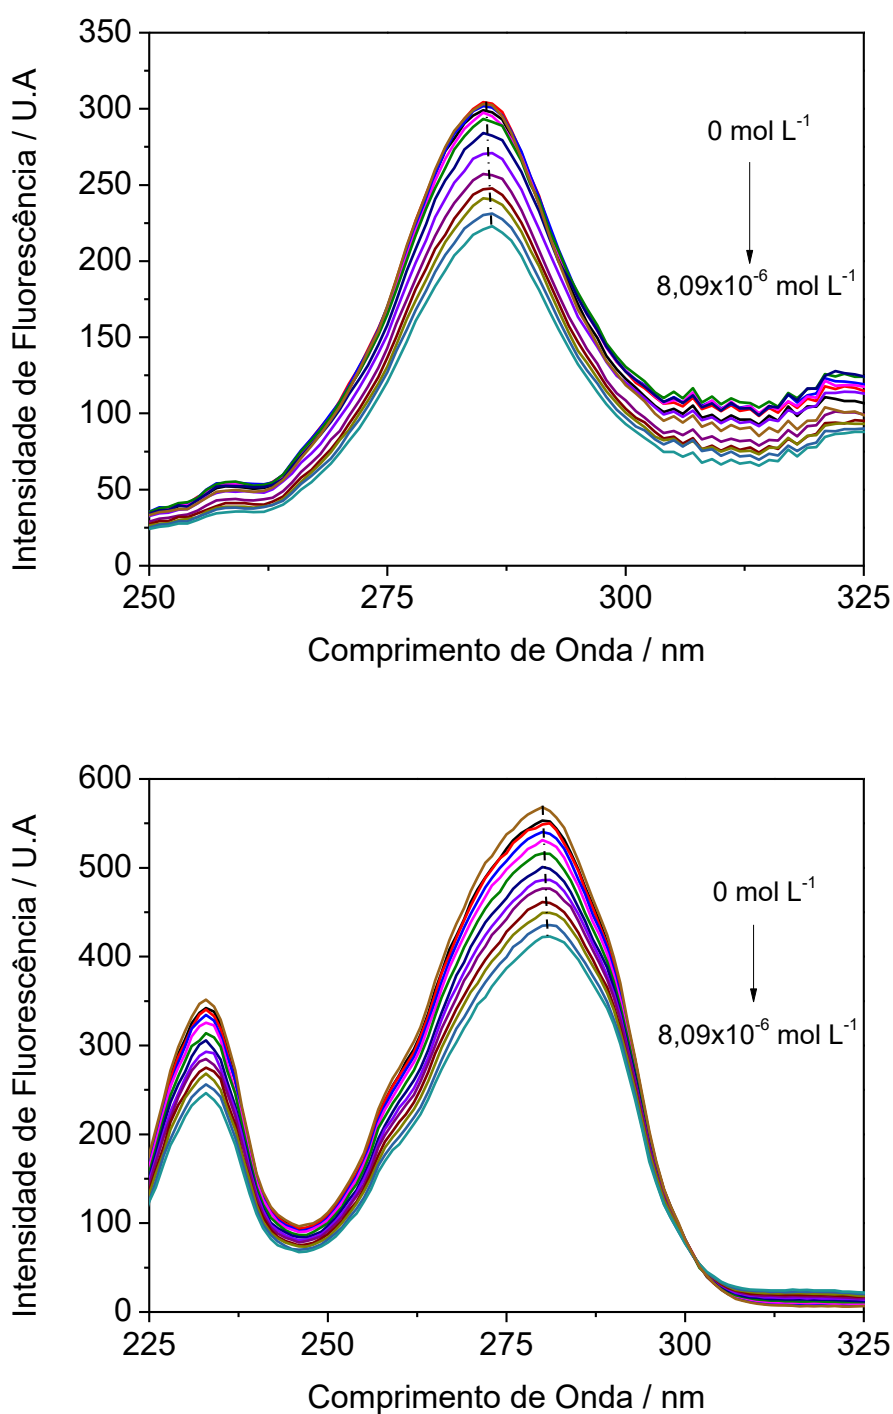 350
300
250
200
150
100
50
0
Intensidade de Fluorescência / U.A
0 mol L⁻¹
8,09x10⁻⁶ mol L⁻¹
250 275 300 325
Comprimento de Onda / nm
600
500
400
300
200
100
0
Intensidade de Fluorescência / U.A
0 mol L⁻¹
8,09x10⁻⁶ mol L⁻¹
225 250 275 300 325
Comprimento de Onda / nm